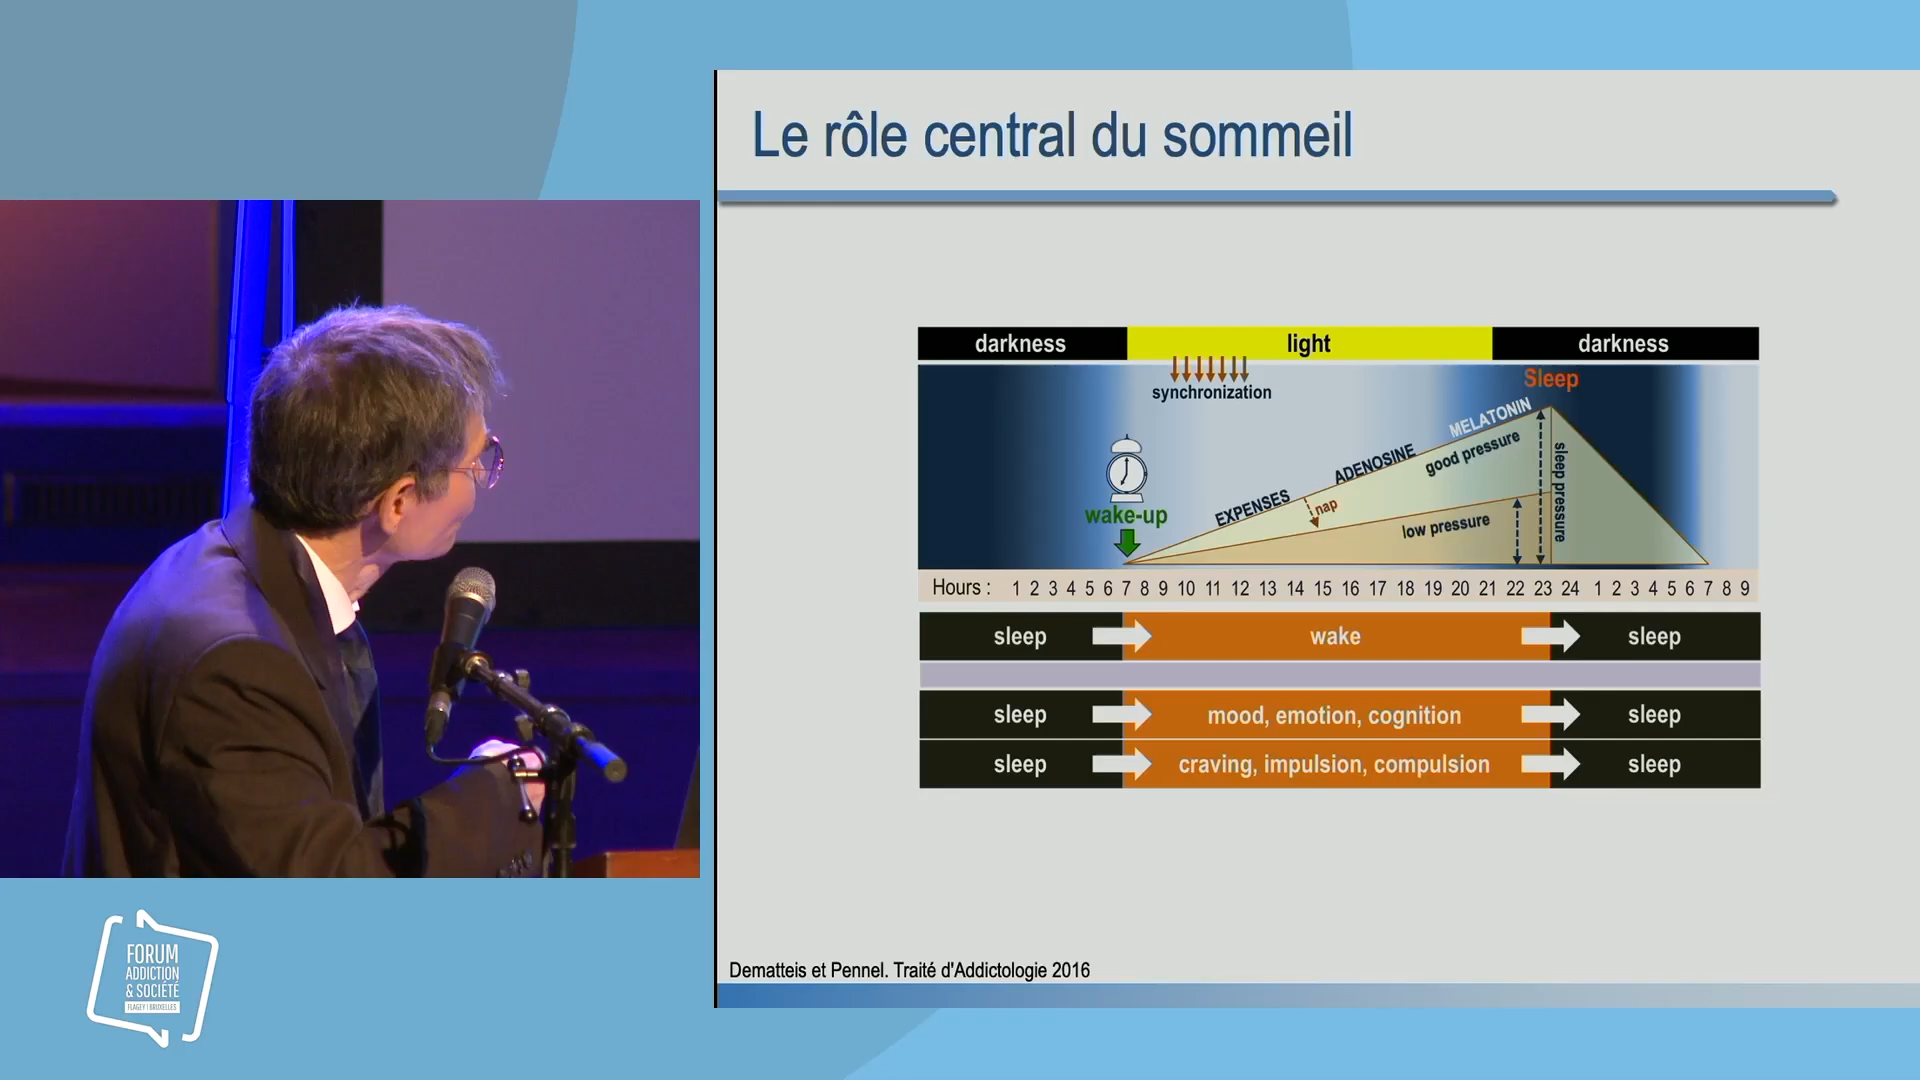 Le rôle central du sommeil
darkness
light
darkness
synchronization
Sleep
MELATONIN
ADENOSINE
good pressure
EXPENSES
nap
low pressure
sleep pressure
wake-up
Hours : 1 2 3 4 5 6 7 8 9 10 11 12 13 14 15 16 17 18 19 20 21 22 23 24 1 2 3 4 5 6 7 8 9
sleep
wake
sleep
sleep
mood, emotion, cognition
sleep
sleep
craving, impulsion, compulsion
sleep
Dematteis et Pennel. Traité d'Addictologie 2016
FORUM
ADDICTION
& SOCIÉTÉ
FLAGEY | BRUXELLES